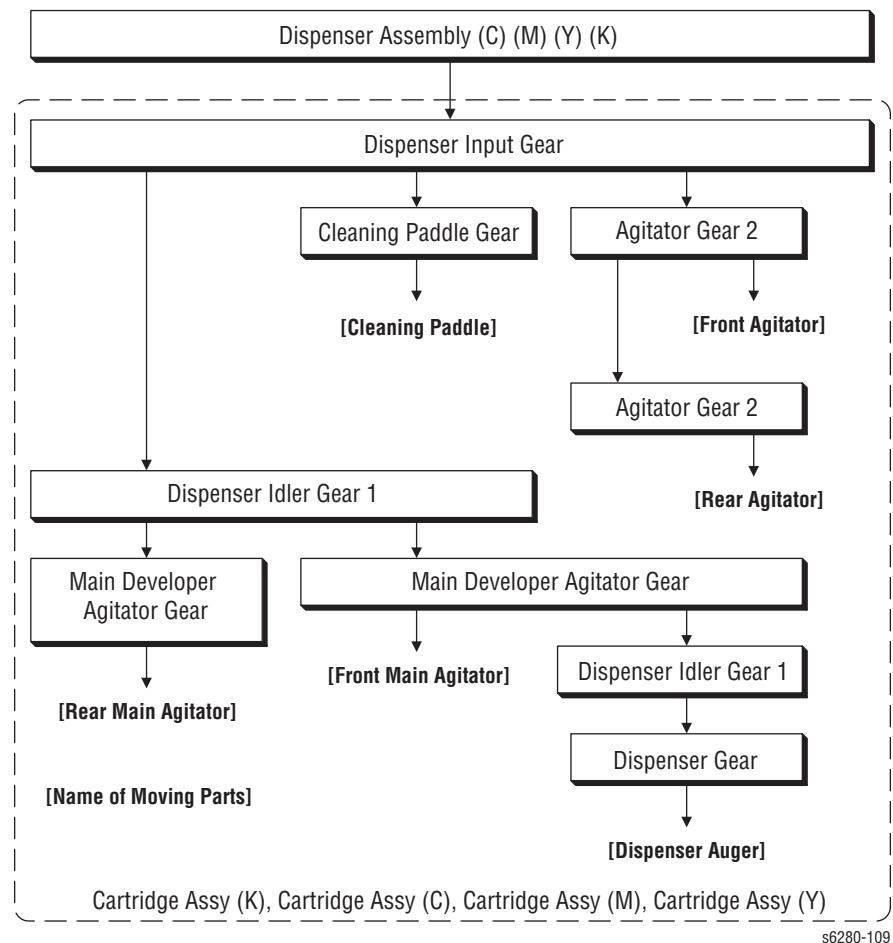 Dispenser Assembly (C) (M) (Y) (K)
Dispenser Input Gear
Cleaning Paddle Gear
Agitator Gear 2
[Cleaning Paddle]
[Front Agitator]
Agitator Gear 2
Dispenser Idler Gear 1
[Rear Agitator]
Main Developer
Agitator Gear
Main Developer Agitator Gear
[Front Main Agitator]
Dispenser Idler Gear 1
[Rear Main Agitator]
Dispenser Gear
[Name of Moving Parts]
[Dispenser Auger]
Cartridge Assy (K), Cartridge Assy (C), Cartridge Assy (M), Cartridge Assy (Y)
s6280-109